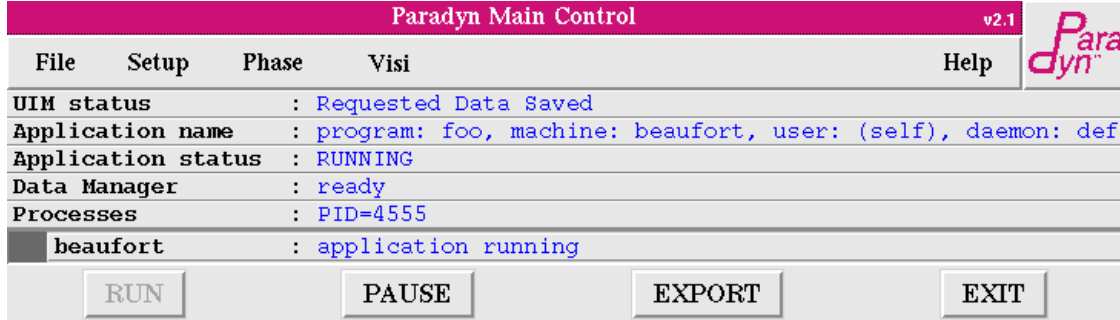 Paradyn Main Control v2.1
Para
dyn™
File Setup Phase Visi Help
UIM status : Requested Data Saved
Application name : program: foo, machine: beaufort, user: (self), daemon: def
Application status : RUNNING
Data Manager : ready
Processes : PID=4555
beaufort : application running
RUN PAUSE EXPORT EXIT